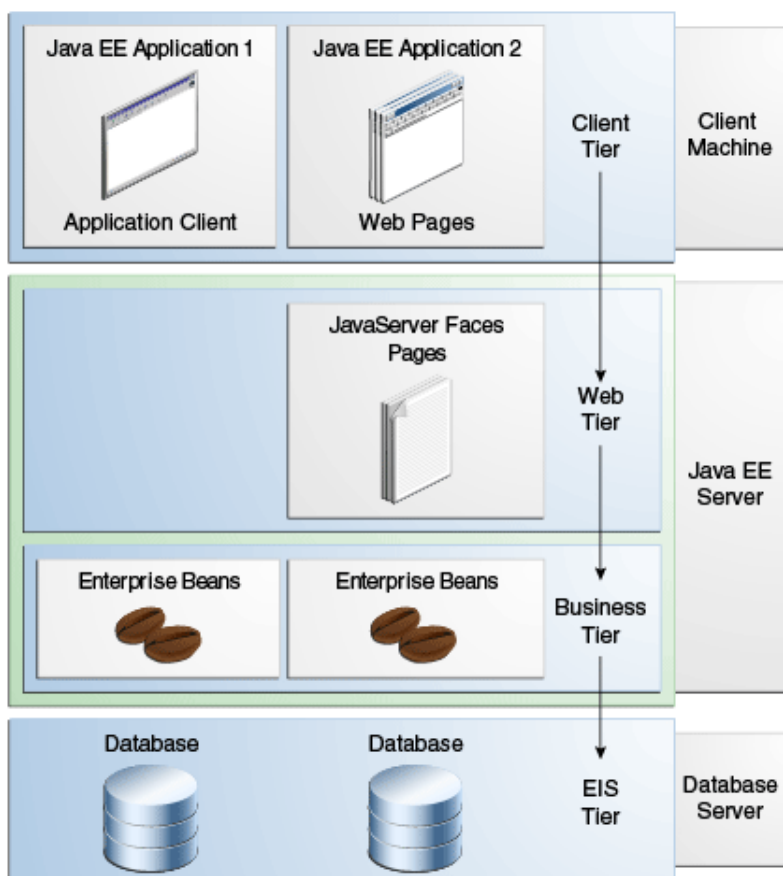 Java EE Application 1
Java EE Application 2
Application Client
Web Pages
Client
Tier
Client
Machine
JavaServer Faces
Pages
Web
Tier
Java EE
Server
Enterprise Beans
Enterprise Beans
Business
Tier
Database
Database
EIS
Tier
Database
Server